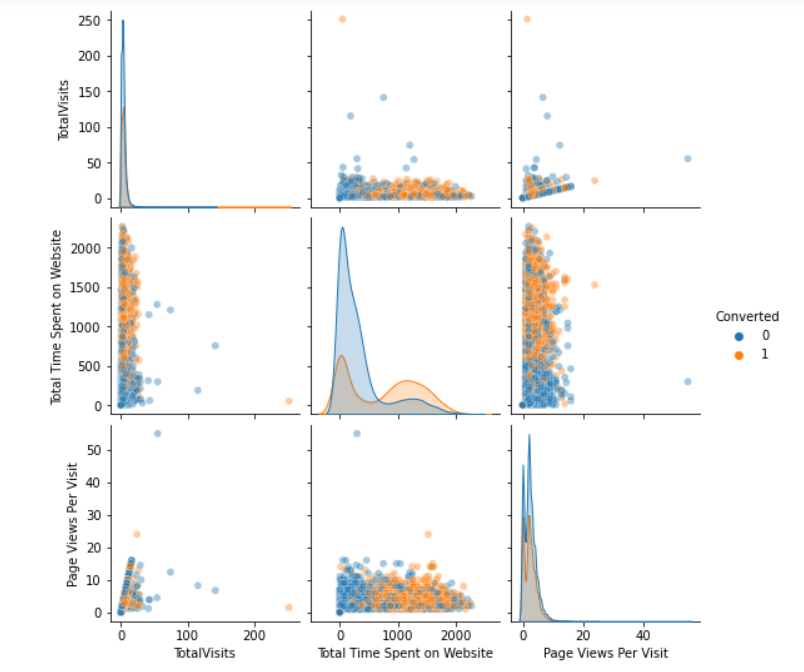 250
200
150
100
50
0
TotalVisits
2000
1500
1000
500
0
Total Time Spent on Website
Converted
0
1
50
40
30
20
10
0
Page Views Per Visit
0 100 200
0 1000 2000
0 20 40
TotalVisits
Total Time Spent on Website
Page Views Per Visit